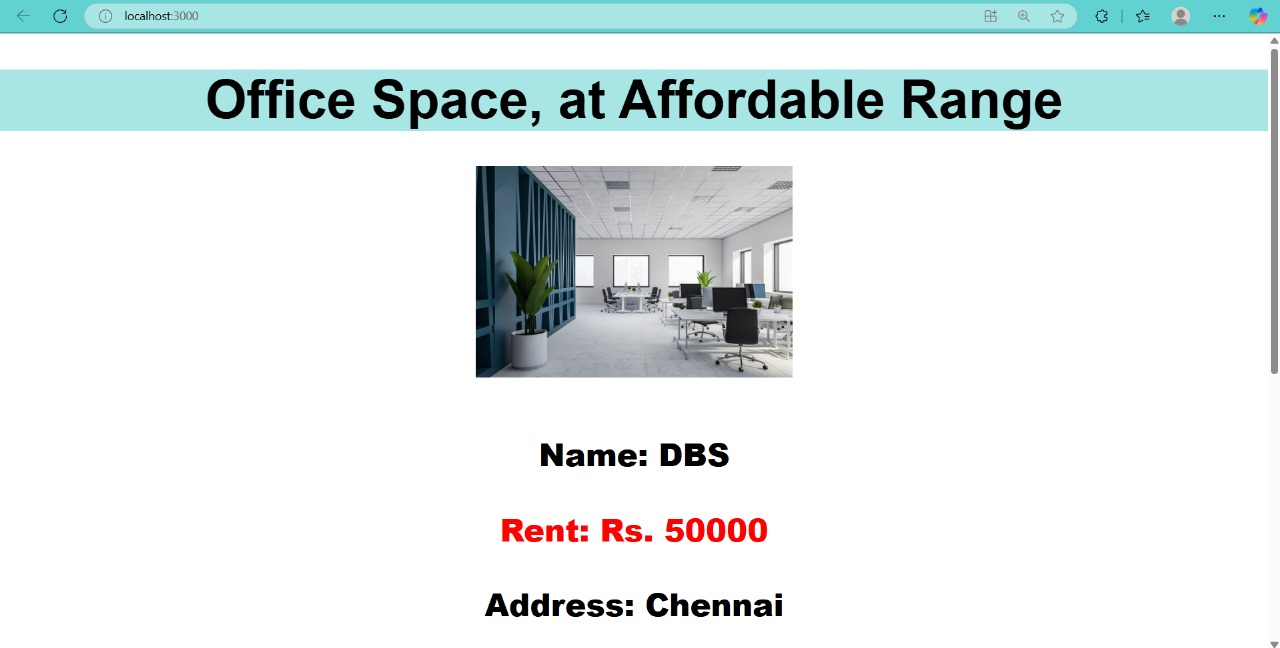 localhost:3000
Office Space, at Affordable Range
Name: DBS
Rent: Rs. 50000
Address: Chennai